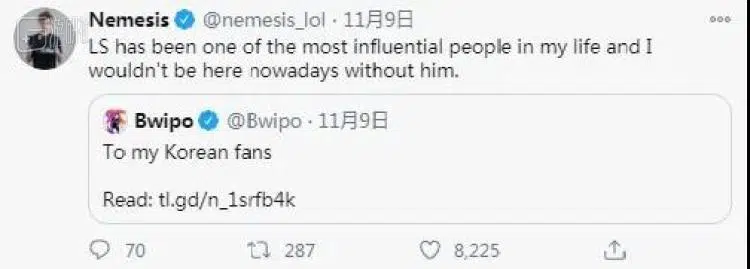 Nemesis @nemesis_lol · 11月9日
LS has been one of the most influential people in my life and I
wouldn't be here nowadays without him.
Bwipo @Bwipo · 11月9日
To my Korean fans
Read: tl.gd/n_1srfb4k
70 287 8,225